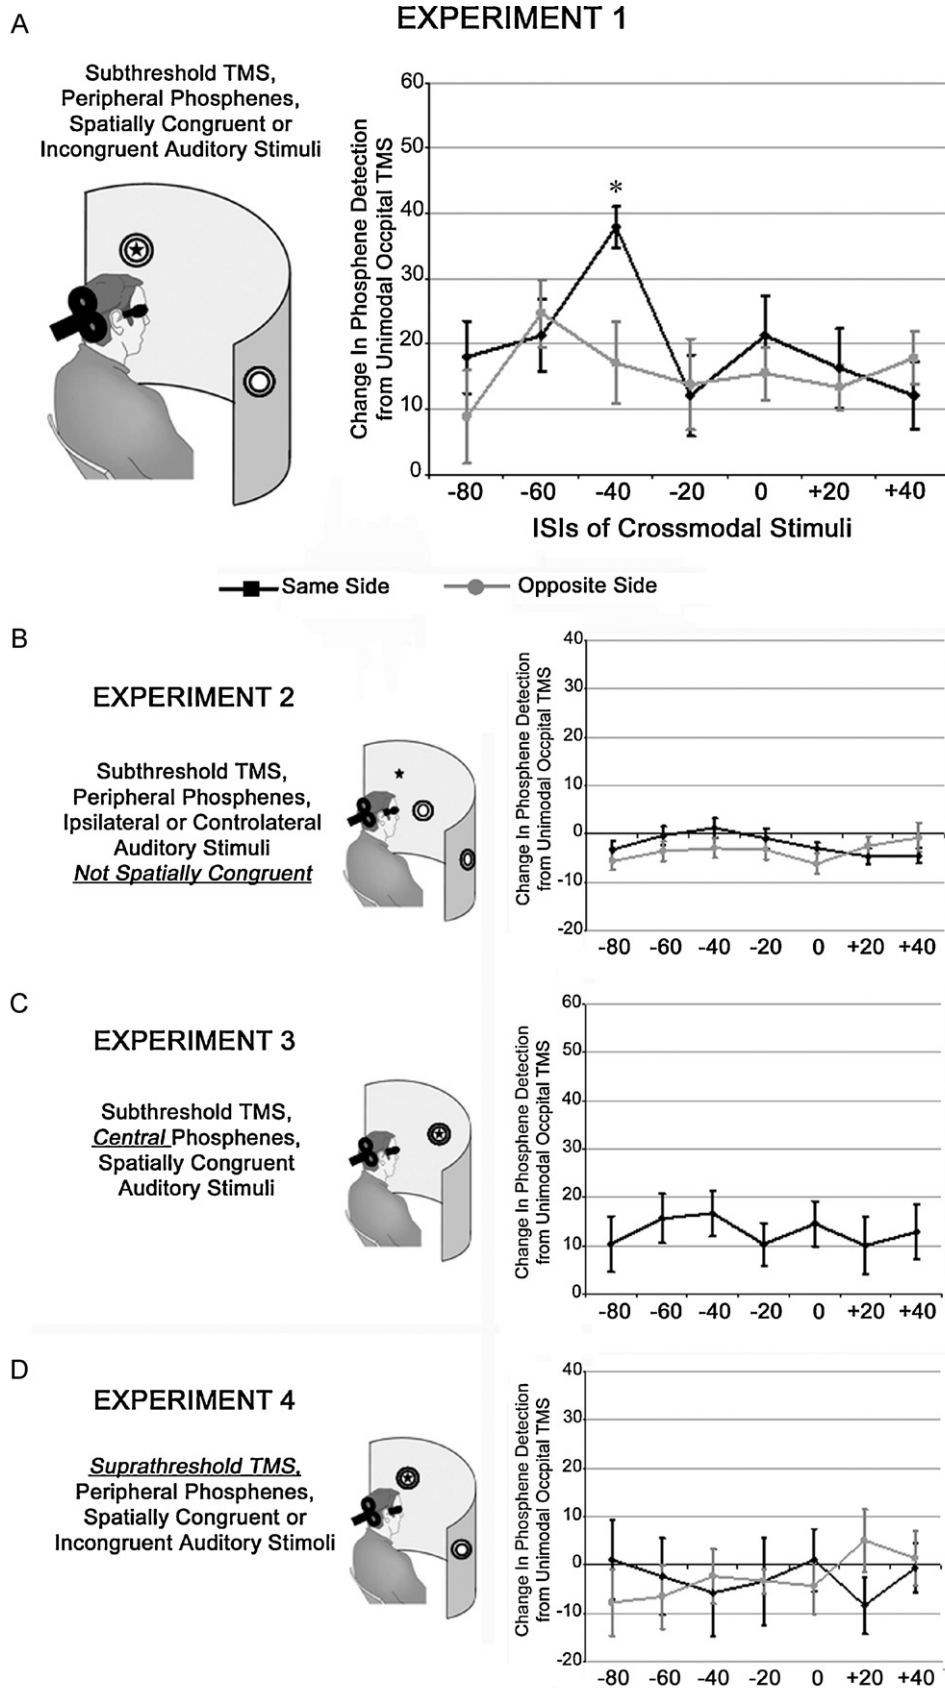 A
EXPERIMENT 1
Subthreshold TMS,
Peripheral Phosphenes,
Spatially Congruent or
Incongruent Auditory Stimuli
Change In Phosphene Detection
from Unimodal Occpital TMS
60
50
40
30
20
10
0
*
-80 -60 -40 -20 0 +20 +40
ISIs of Crossmodal Stimuli
Same Side
Opposite Side
B
EXPERIMENT 2
Subthreshold TMS,
Peripheral Phosphenes,
Ipsilateral or Controlateral
Auditory Stimuli
Not Spatially Congruent
Change In Phosphene Detection
from Unimodal Occpital TMS
40
30
20
10
0
-10
-20
-80 -60 -40 -20 0 +20 +40
C
EXPERIMENT 3
Subthreshold TMS,
Central Phosphenes,
Spatially Congruent
Auditory Stimuli
Change In Phosphene Detection
from Unimodal Occpital TMS
60
50
40
30
20
10
0
-80 -60 -40 -20 0 +20 +40
D
EXPERIMENT 4
Suprathreshold TMS,
Peripheral Phosphenes,
Spatially Congruent or
Incongruent Auditory Stimoli
Change In Phosphene Detection
from Unimodal Occpital TMS
40
30
20
10
0
-10
-20
-80 -60 -40 -20 0 +20 +40